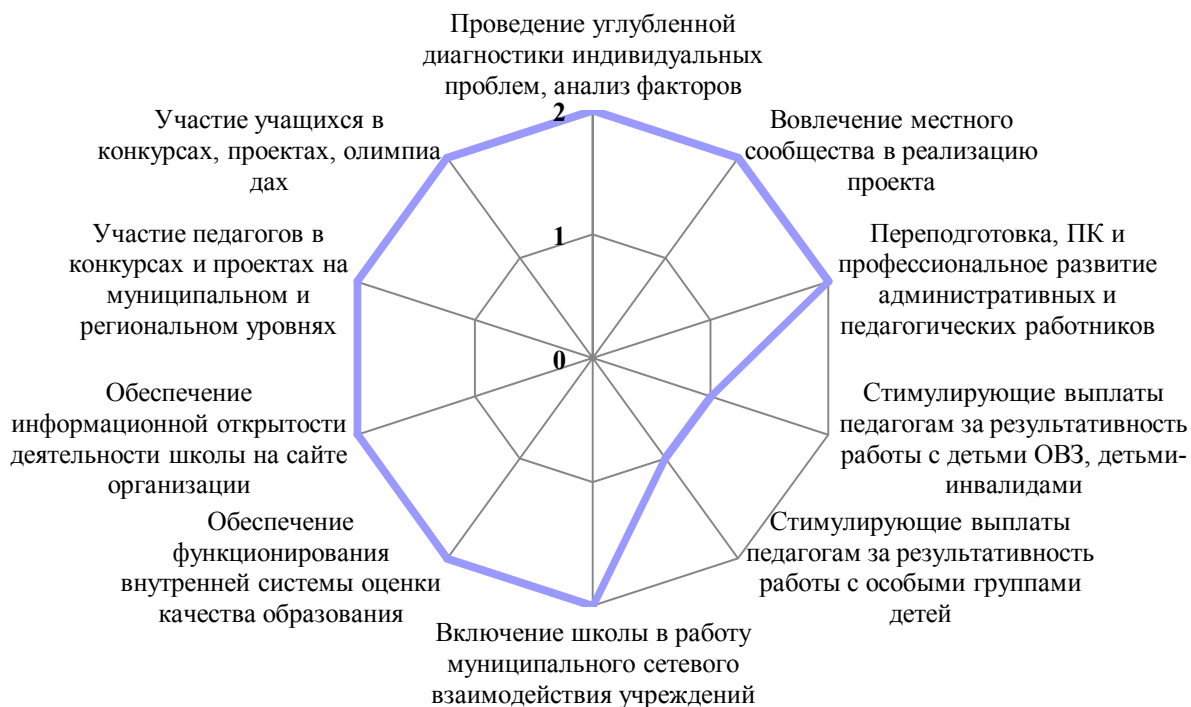 Проведение углубленной
диагностики индивидуальных
проблем, анализ факторов
Вовлечение местного
сообщества в реализацию
проекта
Переподготовка, ПК и
профессиональное развитие
административных и
педагогических работников
Стимулирующие выплаты
педагогам за результативность
работы с детьми ОВЗ, детьми-
инвалидами
Стимулирующие выплаты
педагогам за результативность
работы с особыми группами
детей
Включение школы в работу
муниципального сетевого
взаимодействия учреждений
Обеспечение
функционирования
внутренней системы оценки
качества образования
Обеспечение
информационной открытости
деятельности школы на сайте
организации
Участие педагогов в
конкурсах и проектах на
муниципальном и
региональном уровнях
Участие учащихся в
конкурсах, проектах, олимпиа
дах
2
1
0